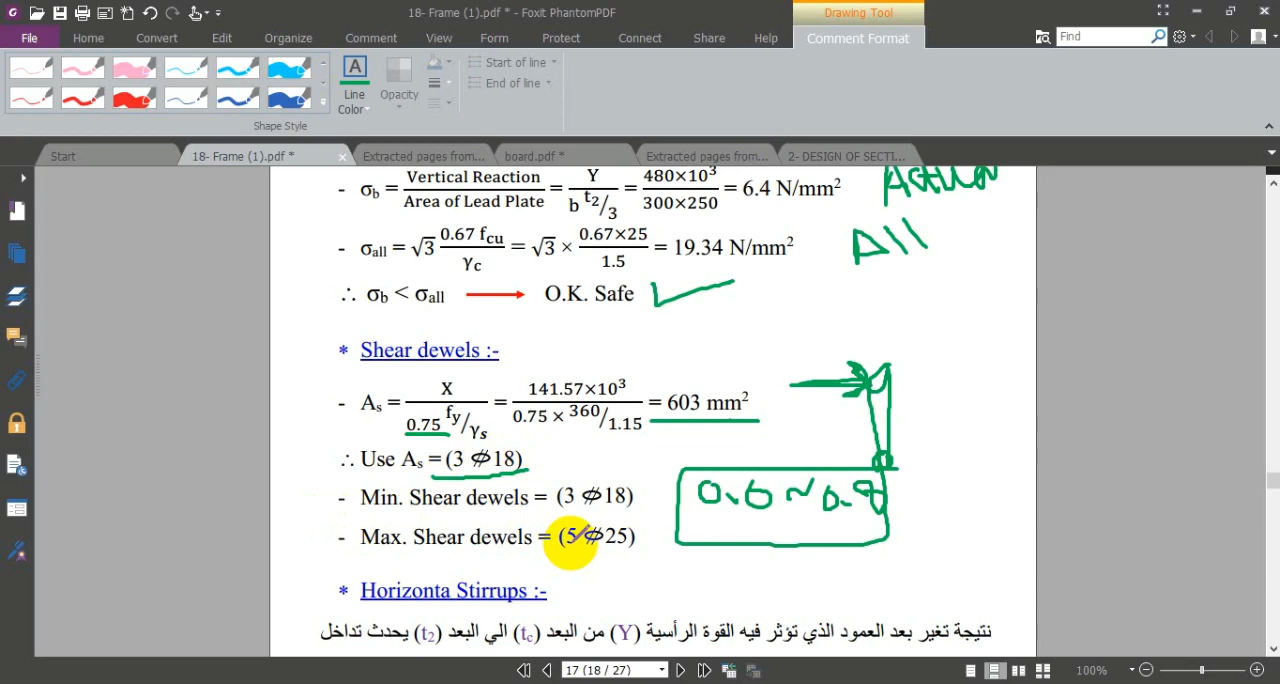 18- Frame (1).pdf * - Foxit PhantomPDF
Drawing Tool
File Home Convert Edit Organize Comment View Form Protect Connect Share Help Comment Format
Find
Line Color
Opacity
Start of line
End of line
Shape Style
Start
18- Frame (1).pdf *
Extracted pages from...
board.pdf *
Extracted pages from...
2- DESIGN OF SECTI...
- σb = Vertical Reaction / Area of Lead Plate = Y / b t2/3 = 480×10³ / 300×250 = 6.4 N/mm²
Action
- σall = √3 0.67 fcu / γc = √3 × 0.67×25 / 1.5 = 19.34 N/mm²
All
∴ σb < σall → O.K. Safe
* Shear dewels :-
- As = X / 0.75 fy/γs = 141.57×10³ / 0.75 × 360/1.15 = 603 mm²
∴ Use As = (3 ⌽ 18)
- Min. Shear dewels = (3 ⌽18)
0.6 ~ 0.8
- Max. Shear dewels = (5 ⌽ 25)
* Horizonta Stirrups :-
نتيجة تغير بعد العمود الذي تؤثر فيه القوة الرأسية (Y) من البعد (tc) الي البعد (t2) يحدث تداخل
17 (18 / 27)
100%